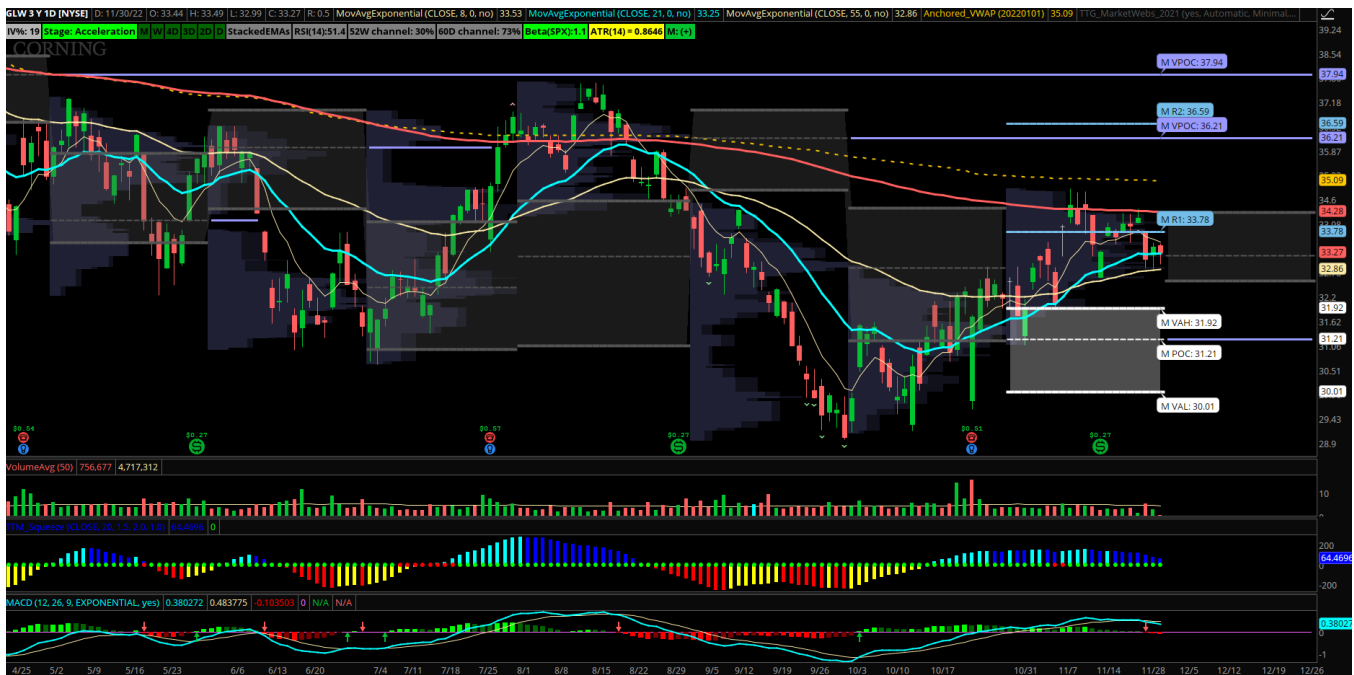 GLW 3 Y 1D [NYSE] D: 11/30/22 O: 33.44 H: 33.49 L: 32.99 C: 33.27 R: 0.5 MovAvgExponential (CLOSE, 8, 0, no) 33.53 MovAvgExponential (CLOSE, 21, 0, no) 33.25 MovAvgExponential (CLOSE, 55, 0, no) 32.86 Anchored_VWAP (20220101) 35.09 TTG_MarketWebs_2021 (yes, Automatic, Minimal,...
IV%: 19 Stage: Acceleration M W 4D 3D 2D D StackedEMAs RSI(14):51.4 52W channel: 30% 60D channel: 73% Beta(SPX):1.1 ATR(14) = 0.8646 M: (+)
CORNING
39.24
38.54
M VPOC: 37.94
37.94
37.18
M R2: 36.59
36.59
M VPOC: 36.21
36.21
35.87
35.09
34.6
34.28
M R1: 33.78
33.78
33.27
32.86
32.2
31.92
M VAH: 31.92
31.62
31.21
M POC: 31.21
30.51
30.01
M VAL: 30.01
29.43
28.9
$0.54 $0.27 $0.57 $0.27 $0.51 $0.27
VolumeAvg (50) 756,677 4,717,312
10
TTM_Squeeze (CLOSE, 20, 1.5, 2.0, 1.0) 64.4696 0
200
64.4696
0
-200
MACD (12, 26, 9, EXPONENTIAL, yes) 0.380272 0.483775 -0.103503 0 N/A N/A
0.38027
0
-1
4/25 5/2 5/9 5/16 5/23 6/6 6/13 6/20 7/4 7/11 7/18 7/25 8/1 8/8 8/15 8/22 8/29 9/5 9/12 9/19 9/26 10/3 10/10 10/17 10/31 11/7 11/14 11/28 12/5 12/12 12/19 12/26